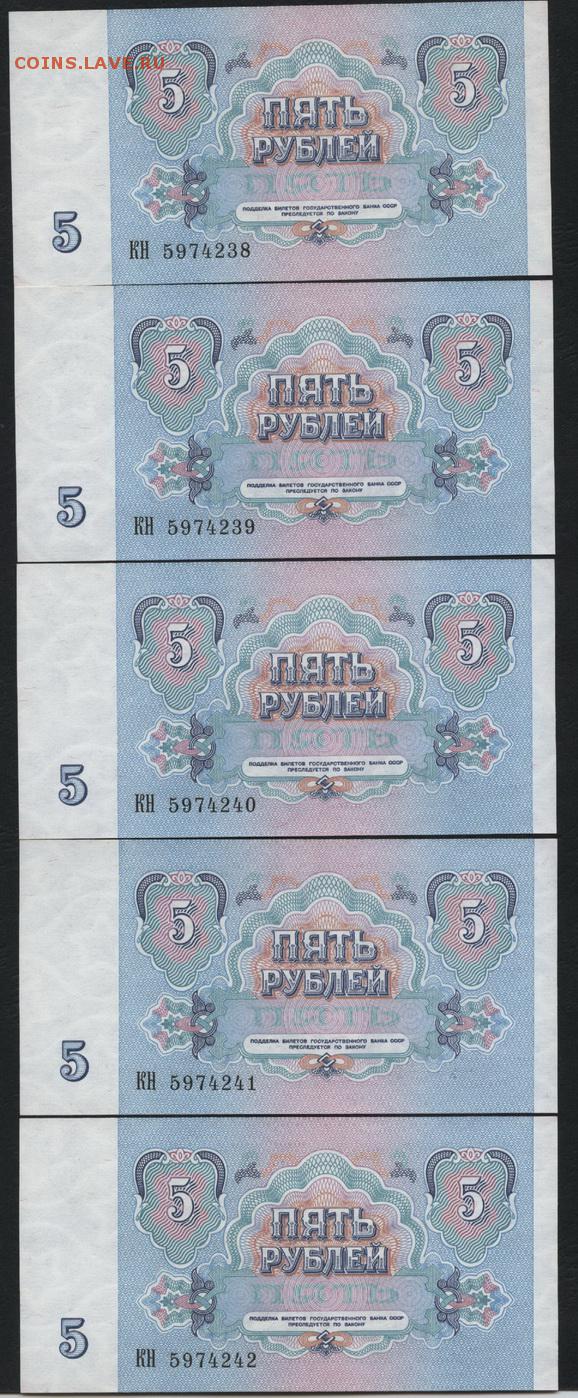 COINS.LAVE.RU
5 5
ПЯТЬ
РУБЛЕЙ
ПОДДЕЛКА БИЛЕТОВ ГОСУДАРСТВЕННОГО БАНКА СССР
ПРЕСЛЕДУЕТСЯ ПО ЗАКОНУ
5
КН 5974238
5 5
ПЯТЬ
РУБЛЕЙ
ПОДДЕЛКА БИЛЕТОВ ГОСУДАРСТВЕННОГО БАНКА СССР
ПРЕСЛЕДУЕТСЯ ПО ЗАКОНУ
5
КН 5974239
5 5
ПЯТЬ
РУБЛЕЙ
ПОДДЕЛКА БИЛЕТОВ ГОСУДАРСТВЕННОГО БАНКА СССР
ПРЕСЛЕДУЕТСЯ ПО ЗАКОНУ
5
КН 5974240
5 5
ПЯТЬ
РУБЛЕЙ
ПОДДЕЛКА БИЛЕТОВ ГОСУДАРСТВЕННОГО БАНКА СССР
ПРЕСЛЕДУЕТСЯ ПО ЗАКОНУ
5
КН 5974241
5 5
ПЯТЬ
РУБЛЕЙ
ПОДДЕЛКА БИЛЕТОВ ГОСУДАРСТВЕННОГО БАНКА СССР
ПРЕСЛЕДУЕТСЯ ПО ЗАКОНУ
5
КН 5974242